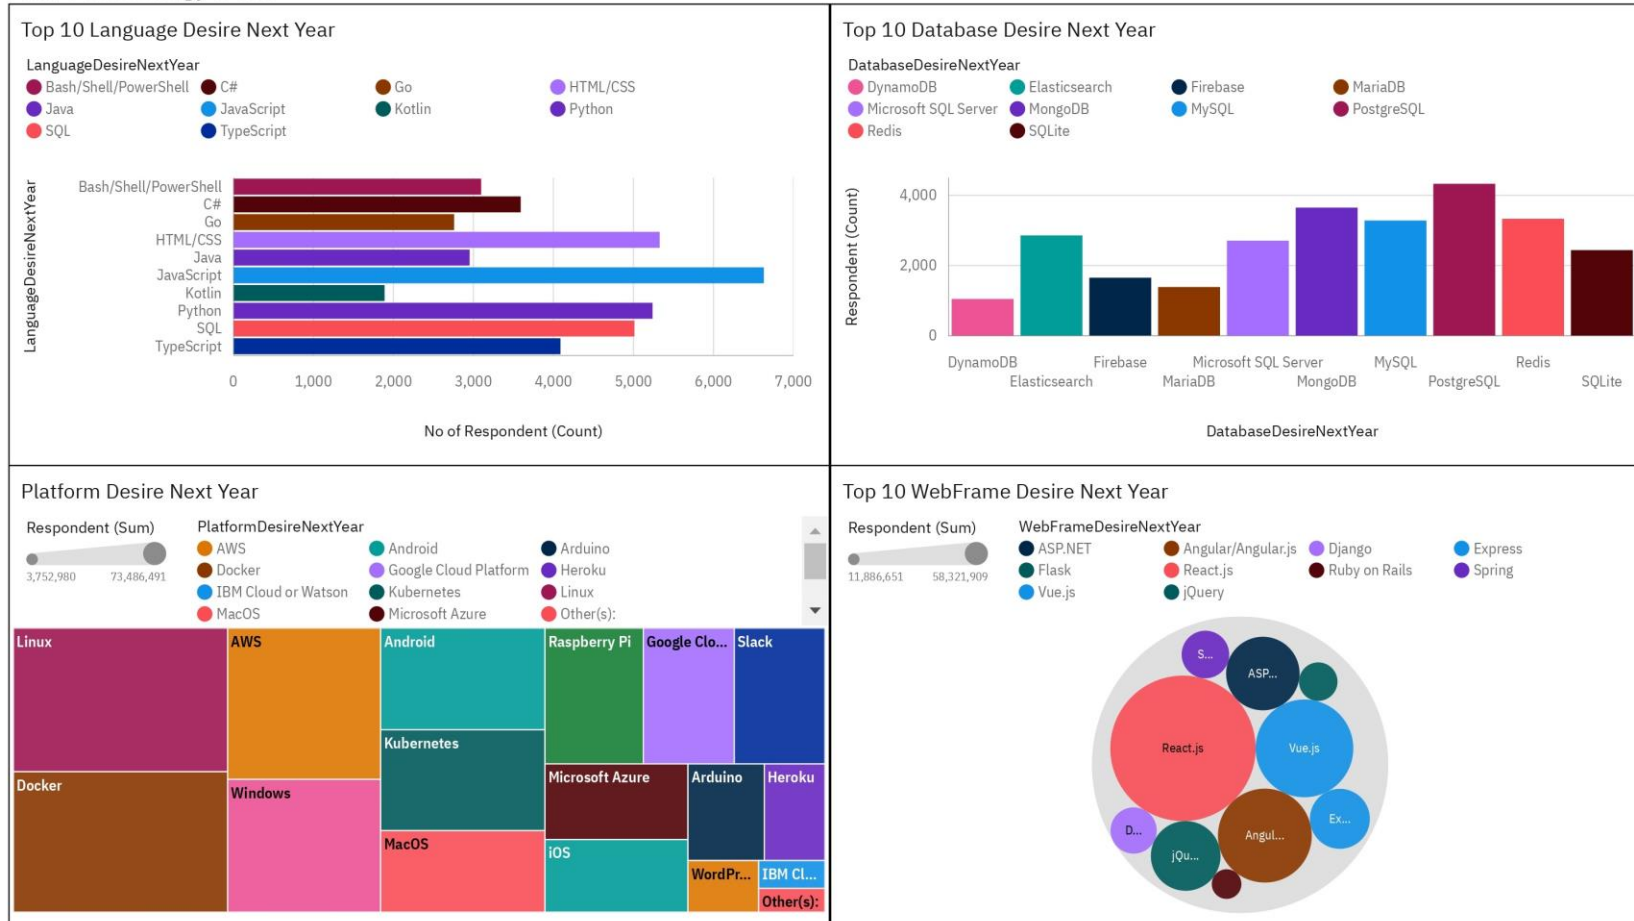 Top 10 Language Desire Next Year
LanguageDesireNextYear
Bash/Shell/PowerShell C# Go HTML/CSS
Java JavaScript Kotlin Python
SQL TypeScript
LanguageDesireNextYear
Bash/Shell/PowerShell
C#
Go
HTML/CSS
Java
JavaScript
Kotlin
Python
SQL
TypeScript
0 1,000 2,000 3,000 4,000 5,000 6,000 7,000
No of Respondent (Count)
Top 10 Database Desire Next Year
DatabaseDesireNextYear
DynamoDB Elasticsearch Firebase MariaDB
Microsoft SQL Server MongoDB MySQL PostgreSQL
Redis SQLite
Respondent (Count)
4,000
2,000
0
DynamoDB Firebase Microsoft SQL Server MySQL Redis
Elasticsearch MariaDB MongoDB PostgreSQL SQLite
DatabaseDesireNextYear
Platform Desire Next Year
Respondent (Sum)
3,752,980 73,486,491
PlatformDesireNextYear
AWS Android Arduino
Docker Google Cloud Platform Heroku
IBM Cloud or Watson Kubernetes Linux
MacOS Microsoft Azure Other(s):
Linux AWS Android Raspberry Pi Google Clo... Slack
Kubernetes
Microsoft Azure Arduino Heroku
Docker
Windows
MacOS
iOS
WordPr... IBM Cl...
Other(s):
Top 10 WebFrame Desire Next Year
Respondent (Sum)
11,886,651 58,321,909
WebFrameDesireNextYear
ASP.NET Angular/Angular.js Django Express
Flask React.js Ruby on Rails Spring
Vue.js jQuery
S...
ASP...
React.js Vue.js
Ex...
D... Angul...
jQu...